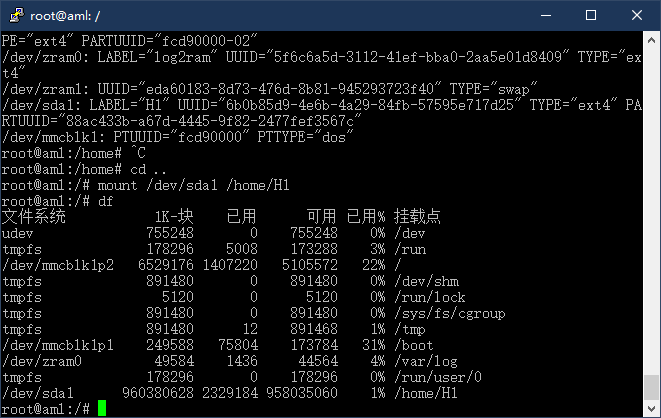 root@aml: /
PE="ext4" PARTUUID="fcd90000-02"
/dev/zram0: LABEL="log2ram" UUID="5f6c6a5d-3112-41ef-bba0-2aa5e01d8409" TYPE="ex
t4"
/dev/zram1: UUID="eda60183-8d73-476d-8b81-945293723f40" TYPE="swap"
/dev/sda1: LABEL="H1" UUID="6b0b85d9-4e6b-4a29-84fb-57595e717d25" TYPE="ext4" PA
RTUUID="88ac433b-a67d-4445-9f82-2477fef3567c"
/dev/mmcblk1: PTUUID="fcd90000" PTTYPE="dos"
root@aml:/home# ^C
root@aml:/home# cd ..
root@aml:/# mount /dev/sda1 /home/H1
root@aml:/# df
文件系统 1K-块 已用 可用 已用% 挂载点
udev 755248 0 755248 0% /dev
tmpfs 178296 5008 173288 3% /run
/dev/mmcblk1p2 6529176 1407220 5105572 22% /
tmpfs 891480 0 891480 0% /dev/shm
tmpfs 5120 0 5120 0% /run/lock
tmpfs 891480 0 891480 0% /sys/fs/cgroup
tmpfs 891480 12 891468 1% /tmp
/dev/mmcblk1p1 249588 75804 173784 31% /boot
/dev/zram0 49584 1436 44564 4% /var/log
tmpfs 178296 0 178296 0% /run/user/0
/dev/sda1 960380628 2329184 958035060 1% /home/H1
root@aml:/#